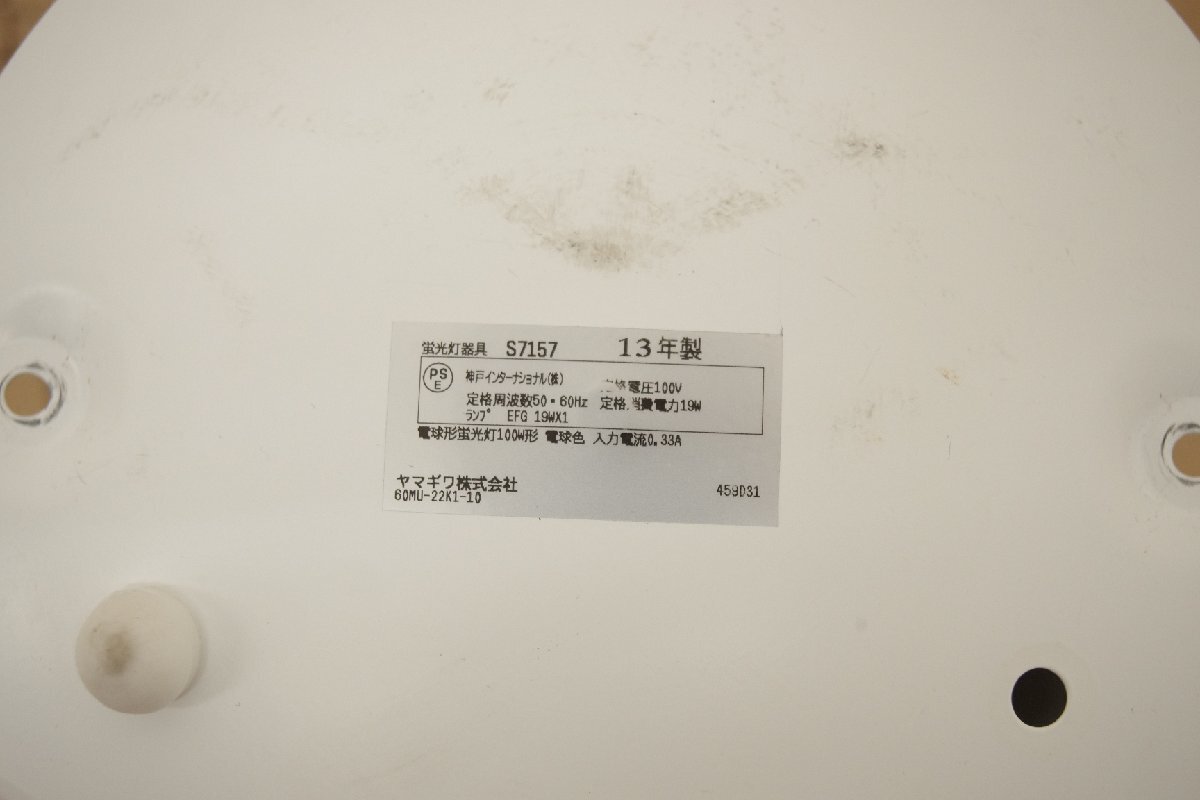 蛍光灯器具 S7157 13年製
PS
E
神戸インターナショナル(株) 定格電圧100V
定格周波数50・60Hz 定格消費電力19W
ランプ EFG 19WX1
電球形蛍光灯100W形 電球色 入力電流0.33A
ヤマギワ株式会社
60MU-22K1-10 459D31